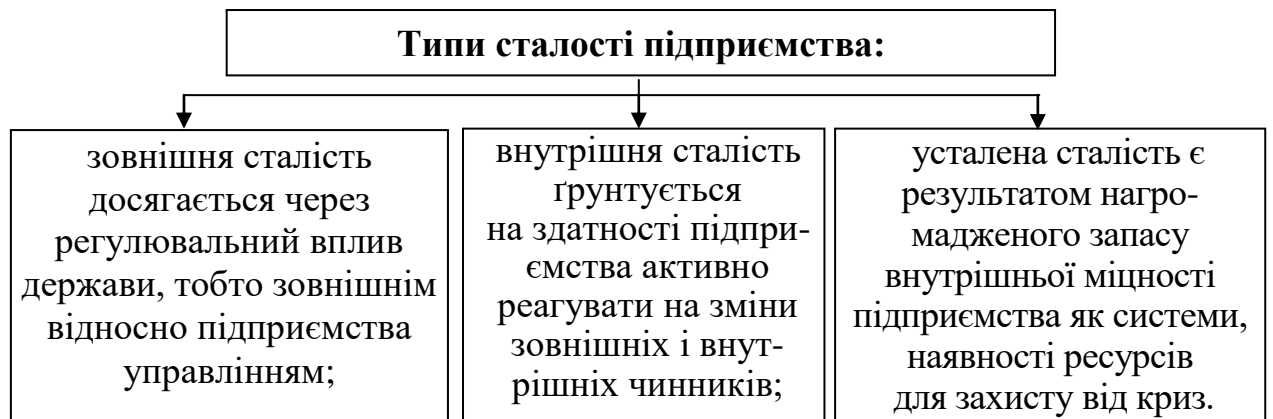 Типи сталості підприємства:
зовнішня сталість
досягається через
регулювальний вплив
держави, тобто зовнішнім
відносно підприємства
управлінням;
внутрішня сталість
ґрунтується
на здатності підпри-
ємства активно
реагувати на зміни
зовнішніх і внут-
рішніх чинників;
усталена сталість є
результатом нагро-
мадженого запасу
внутрішньої міцності
підприємства як системи,
наявності ресурсів
для захисту від криз.